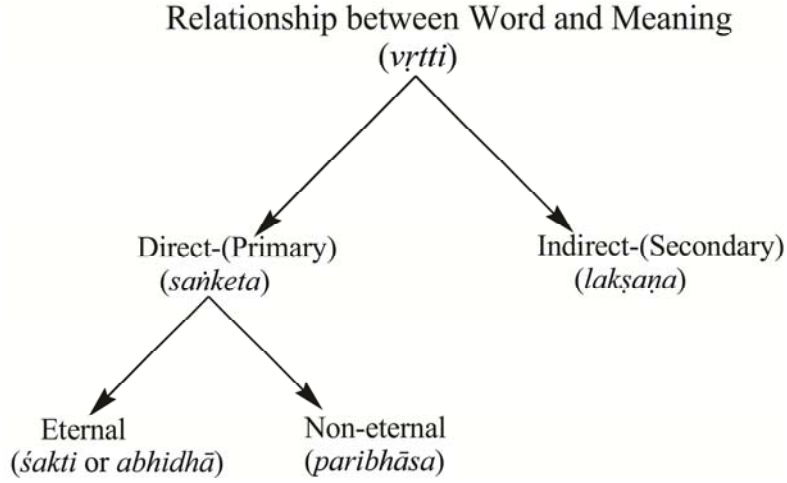 Relationship between Word and Meaning
(vṛtti)
Direct-(Primary)
(saṅketa)
Indirect-(Secondary)
(lakṣaṇa)
Eternal
(śakti or abhidhā)
Non-eternal
(paribhāsa)